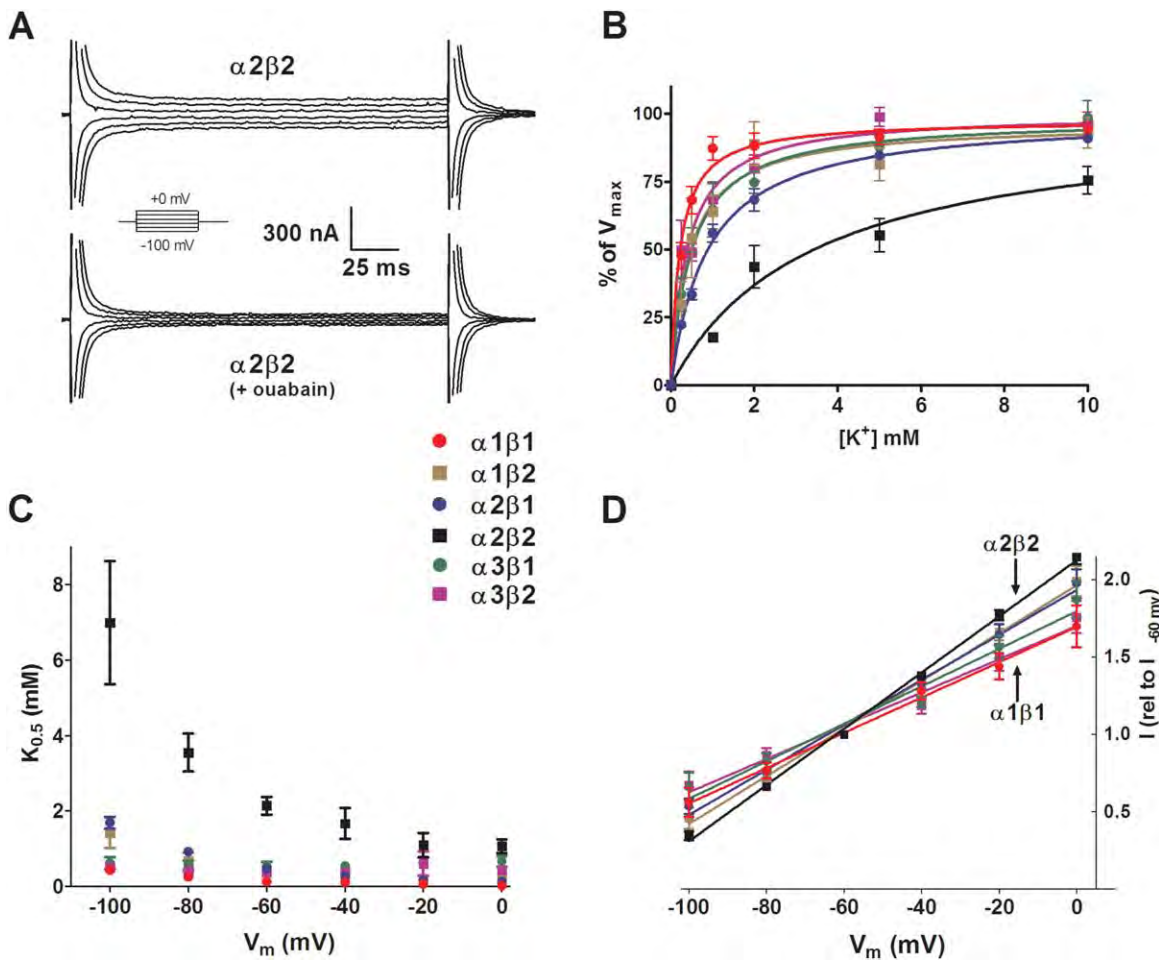 A
α2β2
+0 mV
-100 mV
300 nA
25 ms
α2β2
(+ ouabain)
B
% of Vmax
100
75
50
25
0
0 2 4 6 8 10
[K+] mM
α1β1
α1β2
α2β1
α2β2
α3β1
α3β2
C
K0.5 (mM)
8
6
4
2
0
-100 -80 -60 -40 -20 0
Vm (mV)
D
α2β2
α1β1
2.0
1.5
1.0
0.5
I (rel to I -60 mV)
-100 -80 -60 -40 -20 0
Vm (mV)